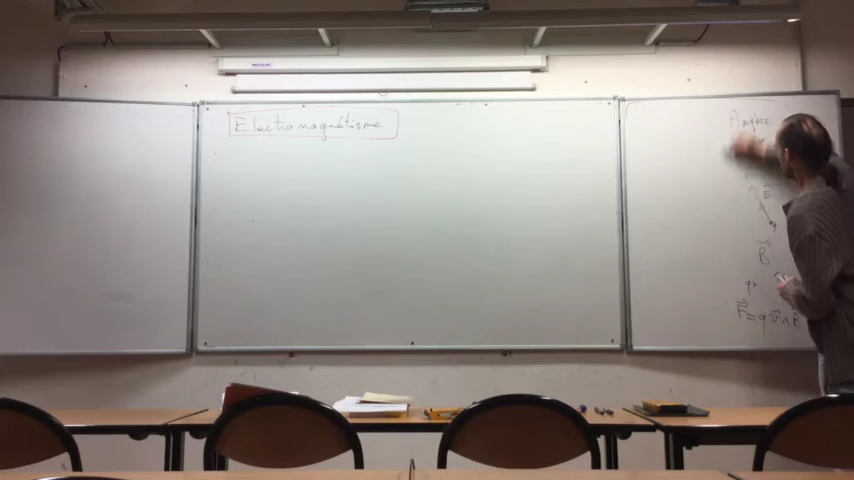 Electromagnétisme
Ampère
E
B
F = q v ∧ B